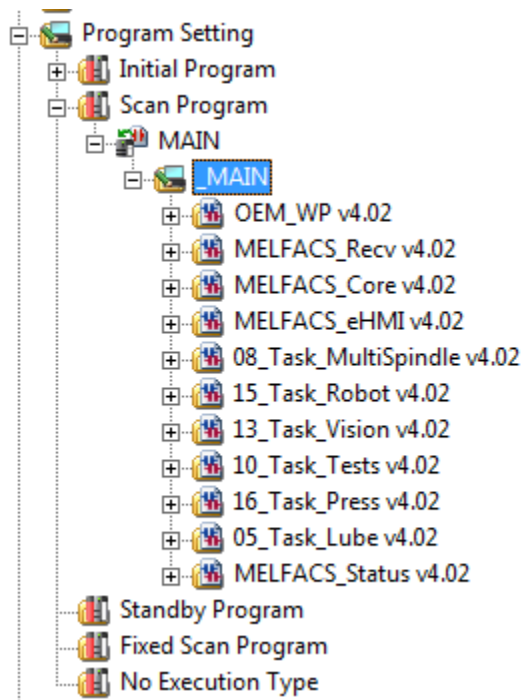 Program Setting
Initial Program
Scan Program
MAIN
_MAIN
OEM_WP v4.02
MELFACS_Recv v4.02
MELFACS_Core v4.02
MELFACS_eHMI v4.02
08_Task_MultiSpindle v4.02
15_Task_Robot v4.02
13_Task_Vision v4.02
10_Task_Tests v4.02
16_Task_Press v4.02
05_Task_Lube v4.02
MELFACS_Status v4.02
Standby Program
Fixed Scan Program
No Execution Type